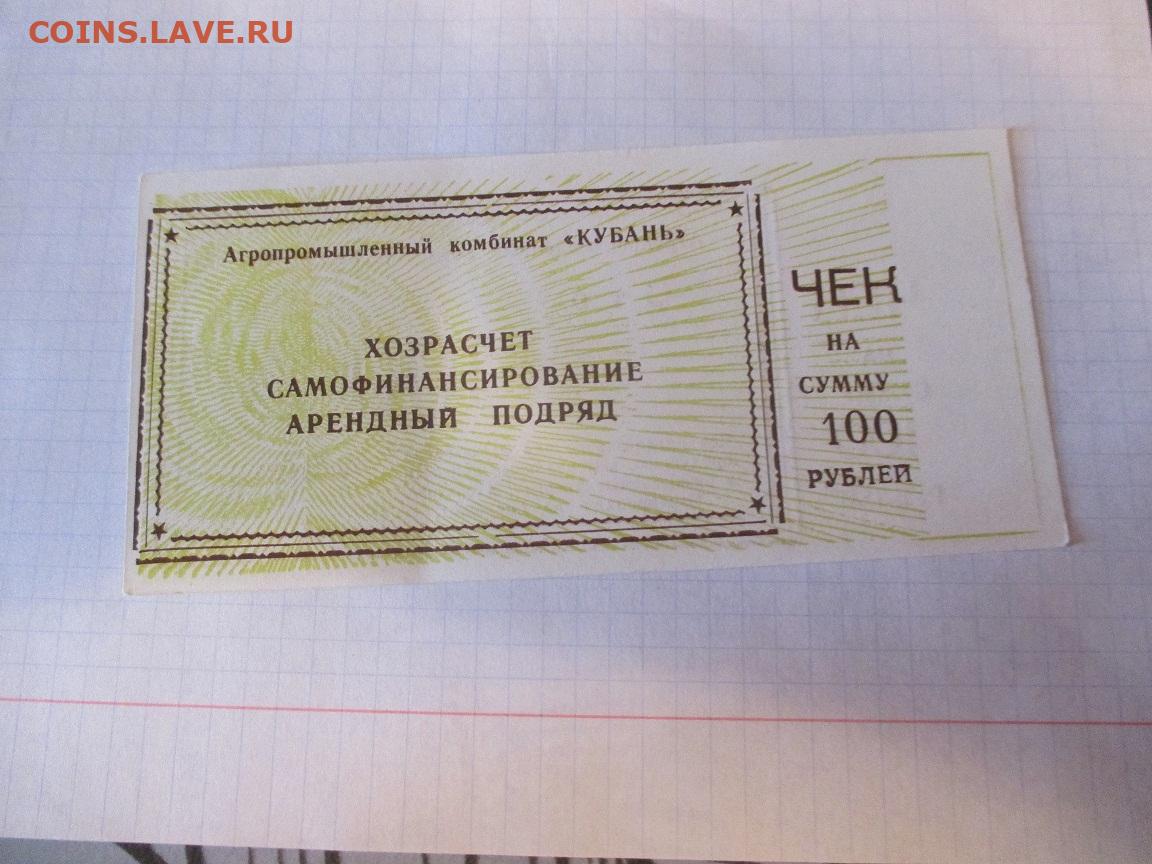 COINS.LAVE.RU
Агропромышленный комбинат «КУБАНЬ»
ХОЗРАСЧЕТ
САМОФИНАНСИРОВАНИЕ
АРЕНДНЫЙ ПОДРЯД
ЧЕК
НА
СУММУ
100
РУБЛЕЙ